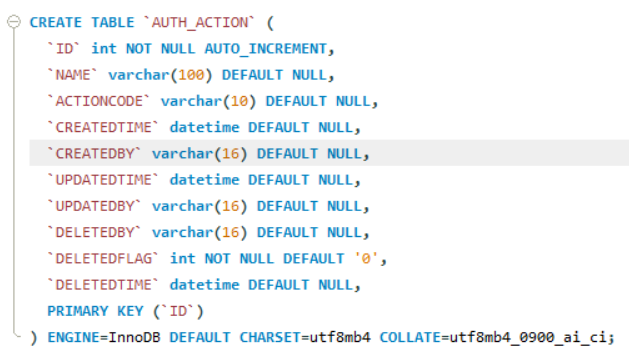 CREATE TABLE `AUTH_ACTION` (
`ID` int NOT NULL AUTO_INCREMENT,
`NAME` varchar(100) DEFAULT NULL,
`ACTIONCODE` varchar(10) DEFAULT NULL,
`CREATEDTIME` datetime DEFAULT NULL,
`CREATEDBY` varchar(16) DEFAULT NULL,
`UPDATEDTIME` datetime DEFAULT NULL,
`UPDATEDBY` varchar(16) DEFAULT NULL,
`DELETEDBY` varchar(16) DEFAULT NULL,
`DELETEDFLAG` int NOT NULL DEFAULT '0',
`DELETEDTIME` datetime DEFAULT NULL,
PRIMARY KEY (`ID`)
) ENGINE=InnoDB DEFAULT CHARSET=utf8mb4 COLLATE=utf8mb4_0900_ai_ci;